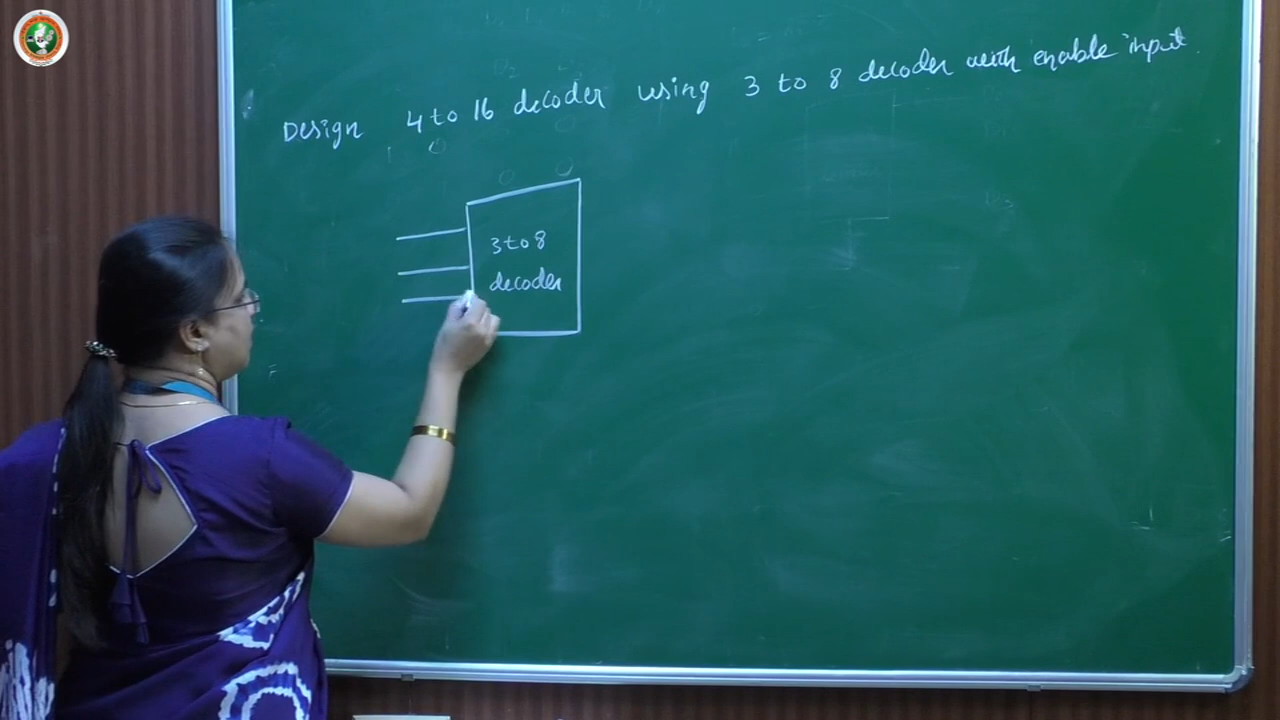 Design 4 to 16 decoder using 3 to 8 decoder with enable input.
3 to 8
decoder